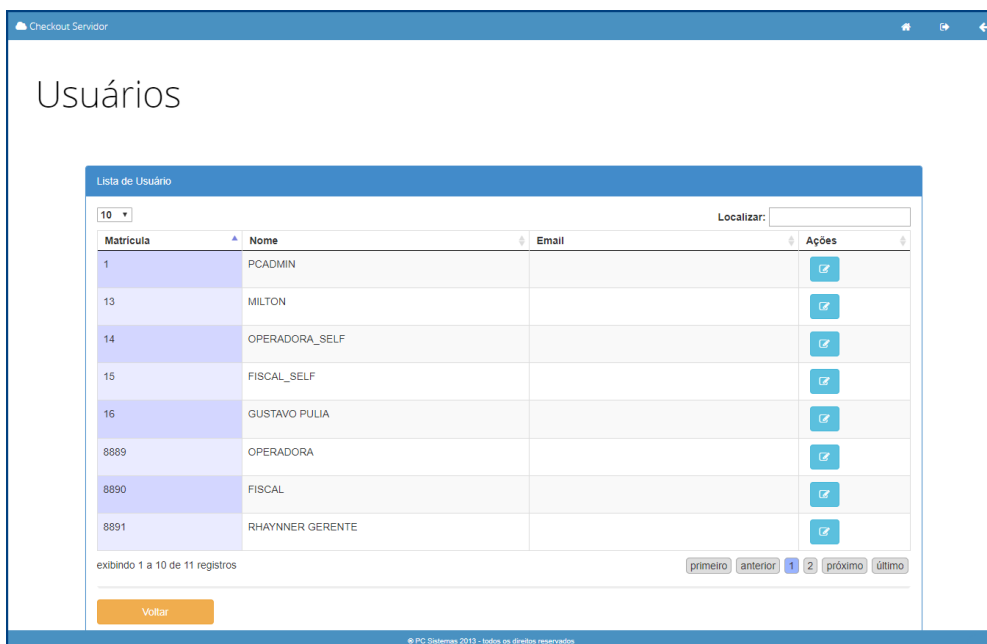 Checkout Servidor
Usuários
Lista de Usuário
10 Localizar:
Matrícula Nome Email Ações
1 PCADMIN
13 MILTON
14 OPERADORA_SELF
15 FISCAL_SELF
16 GUSTAVO PULIA
8889 OPERADORA
8890 FISCAL
8891 RHAYNNER GERENTE
exibindo 1 a 10 de 11 registros primeiro anterior 1 2 próximo último
Voltar
© PC Sistemas 2013 - todos os direitos reservados